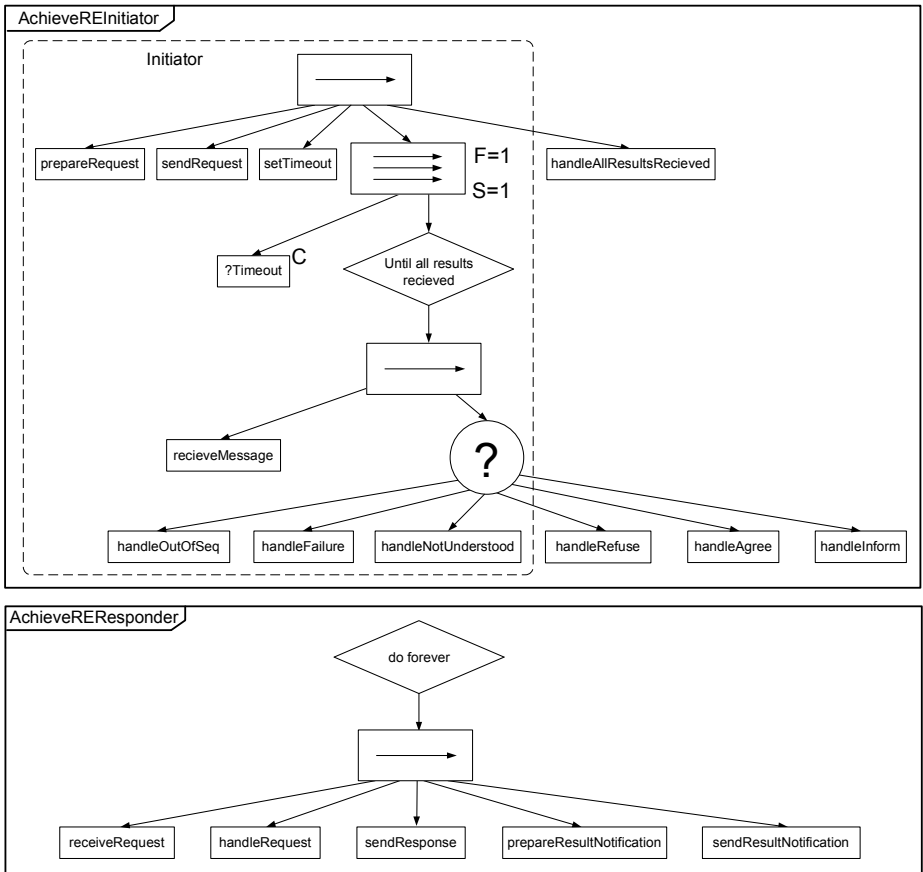 AchieveREInitiator
Initiator
prepareRequest
sendRequest
setTimeout
F=1
S=1
handleAllResultsRecieved
?Timeout
C
Until all results
recieved
recieveMessage
?
handleOutOfSeq
handleFailure
handleNotUnderstood
handleRefuse
handleAgree
handleInform
AchieveREResponder
do forever
receiveRequest
handleRequest
sendResponse
prepareResultNotification
sendResultNotification